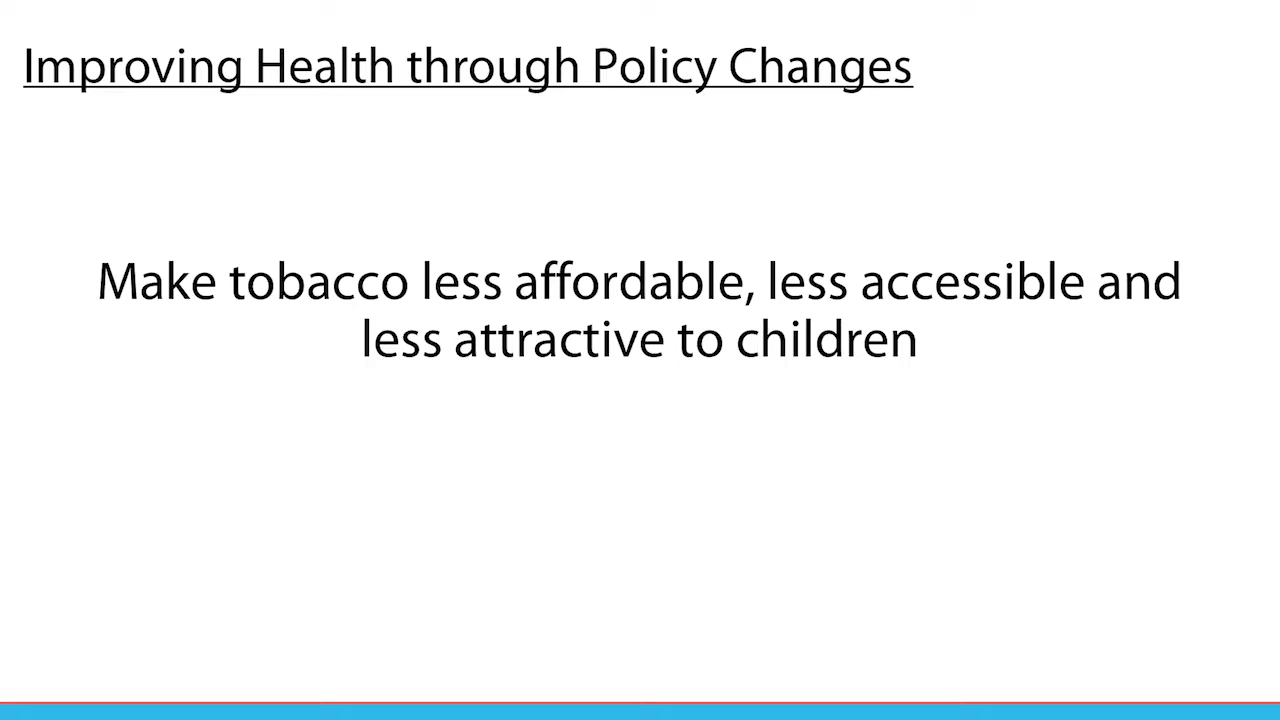 Improving Health through Policy Changes
Make tobacco less affordable, less accessible and
less attractive to children